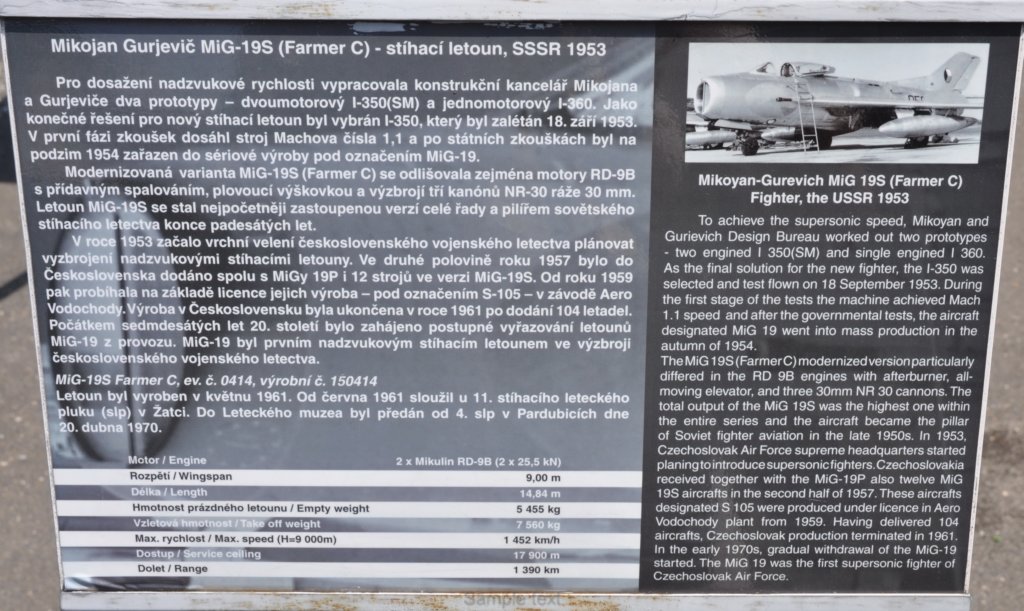 Mikojan Gurjevič MiG-19S (Farmer C) - stíhací letoun, SSSR 1953
Pro dosažení nadzvukové rychlosti vypracovala konstrukční kancelář Mikojana
a Gurjeviče dva prototypy – dvoumotorový I-350(SM) a jednomotorový I-360. Jako
konečné řešení pro nový stíhací letoun byl vybrán I-350, který byl zalétán 18. září 1953.
V první fázi zkoušek dosáhl stroj Machova čísla 1,1 a po státních zkouškách byl na
podzim 1954 zařazen do sériové výroby pod označením MiG-19.
Modernizovaná varianta MiG-19S (Farmer C) se odlišovala zejména motory RD-9B
s přídavným spalováním, plovoucí výškovkou a výzbrojí tří kanónů NR-30 ráže 30 mm.
Letoun MiG-19S se stal nejpočetněji zastoupenou verzí celé řady a pilířem sovětského
stíhacího letectva konce padesátých let.
V roce 1953 začalo vrchní velení československého vojenského letectva plánovat
vyzbrojení nadzvukovými stíhacími letouny. Ve druhé polovině roku 1957 bylo do
Československa dodáno spolu s MiGy 19P i 12 strojů ve verzi MiG-19S. Od roku 1959
pak probíhala na základě licence jejich výroba – pod označením S-105 – v závodě Aero
Vodochody. Výroba v Československu byla ukončena v roce 1961 po dodání 104 letadel.
Počátkem sedmdesátých let 20. století bylo zahájeno postupné vyřazování letounů
MiG-19 z provozu. MiG-19 byl prvním nadzvukovým stíhacím letounem ve výzbroji
československého vojenského letectva.
MiG-19S Farmer C, ev. č. 0414, výrobní č. 150414
Letoun byl vyroben v květnu 1961. Od června 1961 sloužil u 11. stíhacího leteckého
pluku (slp) v Žatci. Do Leteckého muzea byl předán od 4. slp v Pardubicích dne
20. dubna 1970.
Motor / Engine 2 x Mikulin RD-9B (2 x 25,5 kN)
Rozpětí / Wingspan 9,00 m
Délka / Length 14,84 m
Hmotnost prázdného letounu / Empty weight 5 455 kg
Vzletová hmotnost / Take off weight 7 560 kg
Max. rychlost / Max. speed (H=9 000m) 1 452 km/h
Dostup / Service ceiling 17 900 m
Dolet / Range 1 390 km
Mikoyan-Gurevich MiG 19S (Farmer C)
Fighter, the USSR 1953
To achieve the supersonic speed, Mikoyan and
Gurievich Design Bureau worked out two prototypes
- two engined I 350(SM) and single engined I 360.
As the final solution for the new fighter, the I-350 was
selected and test flown on 18 September 1953. During
the first stage of the tests the machine achieved Mach
1.1 speed and after the governmental tests, the aircraft
designated MiG 19 went into mass production in the
autumn of 1954.
The MiG 19S (Farmer C) modernized version particularly
differed in the RD 9B engines with afterburner, all-
moving elevator, and three 30mm NR 30 cannons. The
total output of the MiG 19S was the highest one within
the entire series and the aircraft became the pillar
of Soviet fighter aviation in the late 1950s. In 1953,
Czechoslovak Air Force supreme headquarters started
planing to introduce supersonic fighters. Czechoslovakia
received together with the MiG-19P also twelve MiG
19S aircrafts in the second half of 1957. These aircrafts
designated S 105 were produced under licence in Aero
Vodochody plant from 1959. Having delivered 104
aircrafts, Czechoslovak production terminated in 1961.
In the early 1970s, gradual withdrawal of the MiG-19
started. The MiG 19 was the first supersonic fighter of
Czechoslovak Air Force.
Sample text